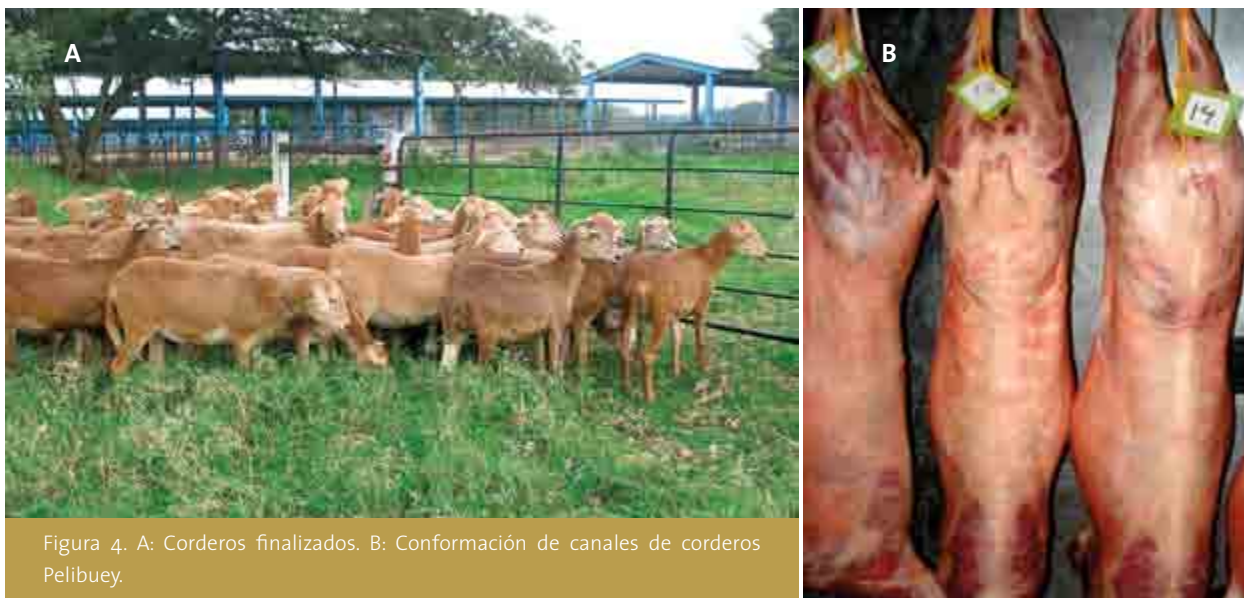 A
B
14
Figura 4. A: Corderos finalizados. B: Conformación de canales de corderos
Pelibuey.